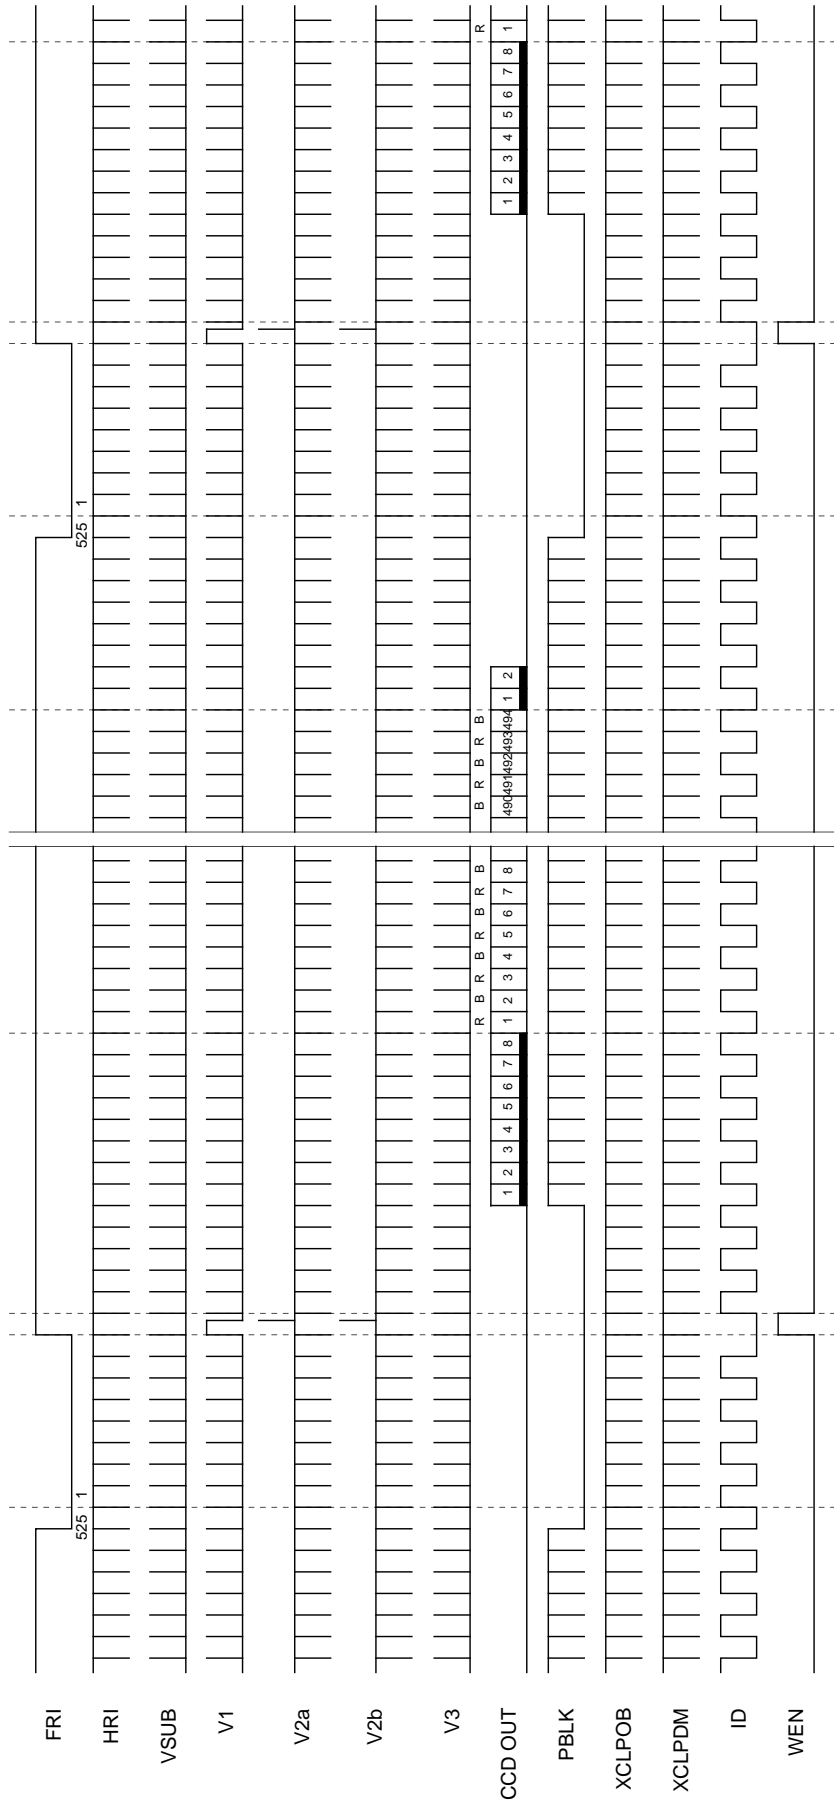 FRI
525 1 525 1
HRI
VSUB
V1
V2a
V2b
V3
R B R B R B R B B R B R B R
CCD OUT 1 2 3 4 5 6 7 8 1 2 3 4 5 6 7 8 490 491 492 493 494 1 2 1 2 3 4 5 6 7 8 1
PBLK
XCLPOB
XCLPDM
ID
WEN